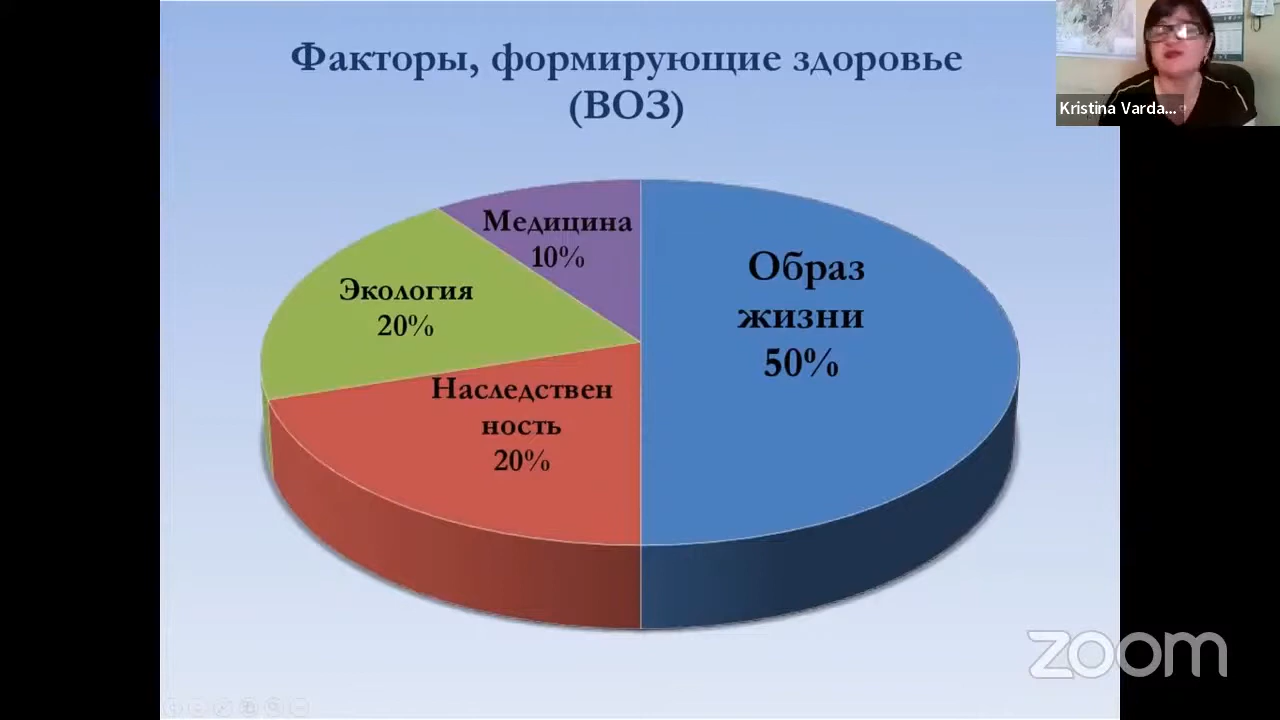 Факторы, формирующие здоровье
(ВОЗ)
Kristina Varda...
Медицина
10%
Образ
жизни
50%
Экология
20%
Наследствен
ность
20%
zoom